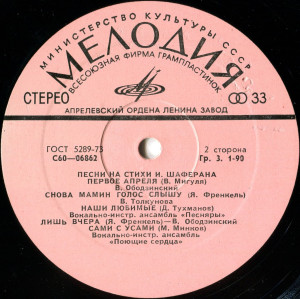 МИНИСТЕРСТВО КУЛЬТУРЫ СССР
МЕЛОДИЯ
ВСЕСОЮЗНАЯ ФИРМА ГРАМПЛАСТИНОК
СТЕРЕО
33
АПРЕЛЕВСКИЙ ОРДЕНА ЛЕНИНА ЗАВОД
ГОСТ 5289-73
С60—06862
2 сторона
Гр. 3. 1-90
ПЕСНИ НА СТИХИ И. ШАФЕРАНА
ПЕРВОЕ АПРЕЛЯ (В. Мигуля)
В. Ободзинский
СНОВА МАМИН ГОЛОС СЛЫШУ (Я. Френкель)
В. Толкунова
НАШИ ЛЮБИМЫЕ (Д. Тухманов)
Вокально-инстр. ансамбль «Песняры»
ЛИШЬ ВЧЕРА (Я. Френкель)—В. Ободзинский
САМИ С УСАМИ (М. Минков)
Вокально-инстр. ансамбль
«Поющие сердца»